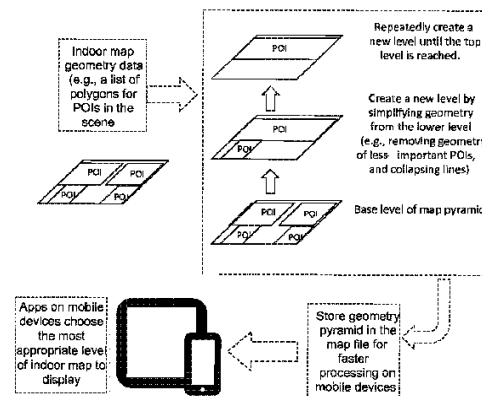 Indoor map
geometry data
(e.g., a list of
polygons for
POIs in the
scene
POI
POI
POI
POI
POI
Repeatedly create a
new level until the top
level is reached.
POI
POI
Create a new level by
simplifying geometry
from the lower level
(e.g., removing geometry
of less important POIs,
and collapsing lines)
POI
POI
POI
POI
Base level of map pyramid
Store geometry
pyramid in the
map file for
faster
processing on
mobile devices
Apps on mobile
devices choose the
most appropriate level
of indoor map to
display